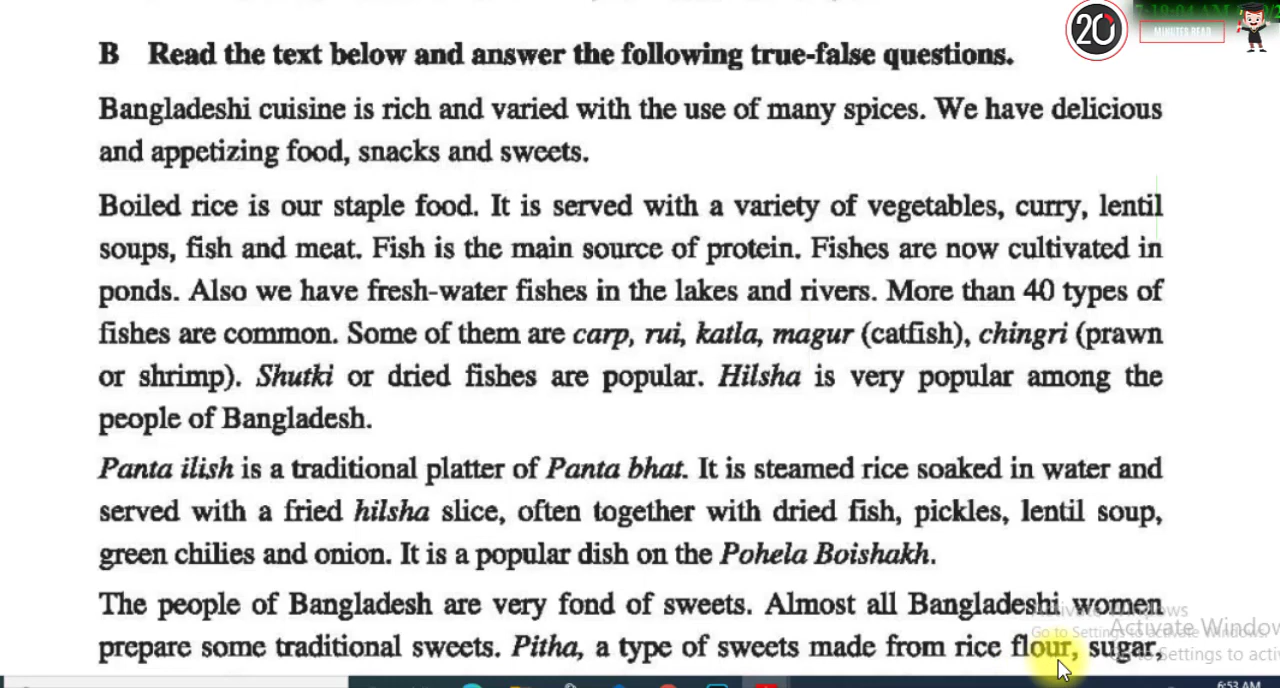 20
MINUTES READ
B Read the text below and answer the following true-false questions.
Bangladeshi cuisine is rich and varied with the use of many spices. We have delicious
and appetizing food, snacks and sweets.
Boiled rice is our staple food. It is served with a variety of vegetables, curry, lentil
soups, fish and meat. Fish is the main source of protein. Fishes are now cultivated in
ponds. Also we have fresh-water fishes in the lakes and rivers. More than 40 types of
fishes are common. Some of them are carp, rui, katla, magur (catfish), chingri (prawn
or shrimp). Shutki or dried fishes are popular. Hilsha is very popular among the
people of Bangladesh.
Panta ilish is a traditional platter of Panta bhat. It is steamed rice soaked in water and
served with a fried hilsha slice, often together with dried fish, pickles, lentil soup,
green chilies and onion. It is a popular dish on the Pohela Boishakh.
The people of Bangladesh are very fond of sweets. Almost all Bangladeshi women
prepare some traditional sweets. Pitha, a type of sweets made from rice flour, sugar,
Activate Windows
Go to Settings to activate Windows.
6:53 AM